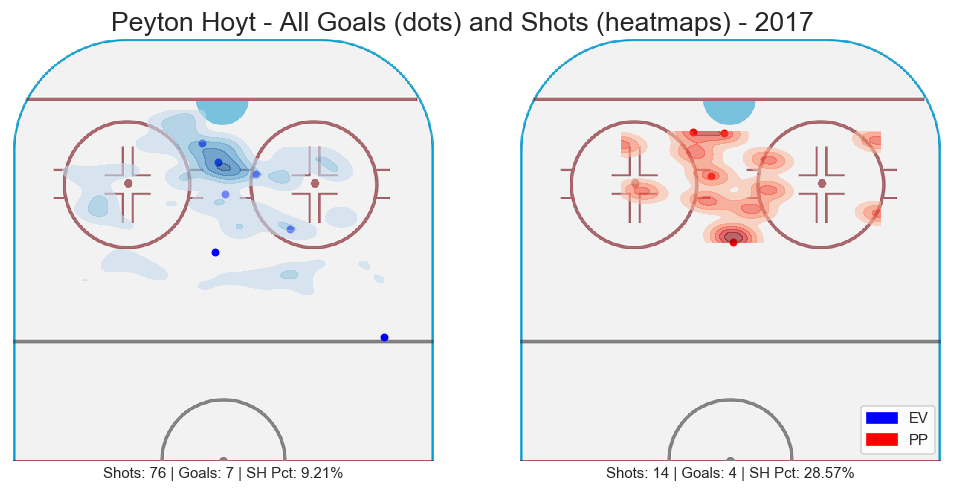 Peyton Hoyt - All Goals (dots) and Shots (heatmaps) - 2017
EV
PP
Shots: 76 | Goals: 7 | SH Pct: 9.21%
Shots: 14 | Goals: 4 | SH Pct: 28.57%